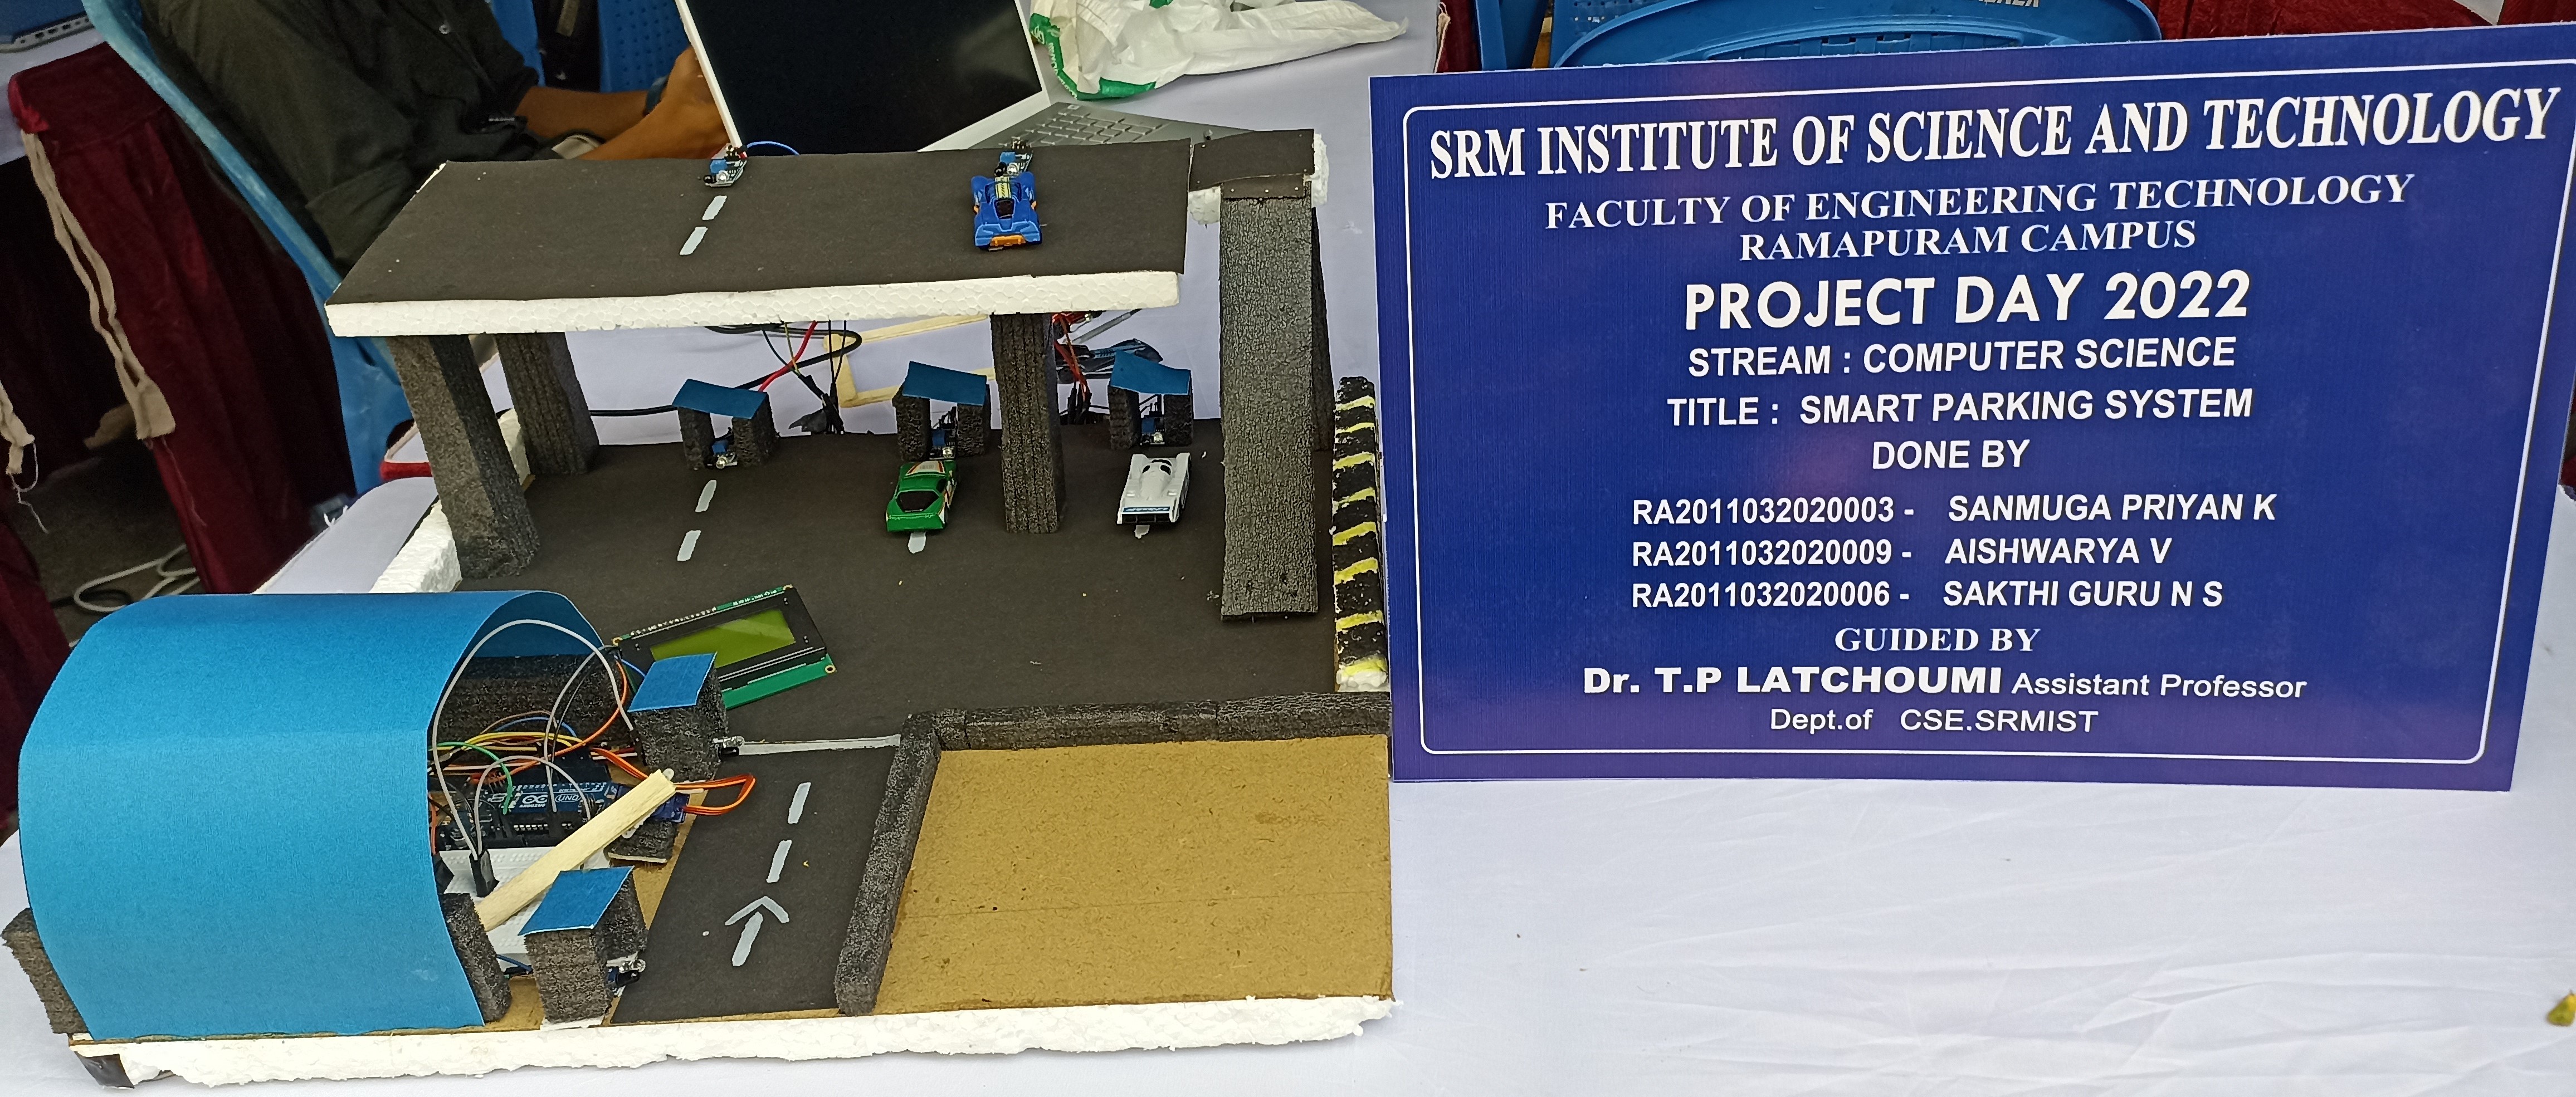 SRM INSTITUTE OF SCIENCE AND TECHNOLOGY
FACULTY OF ENGINEERING TECHNOLOGY
RAMAPURAM CAMPUS
PROJECT DAY 2022
STREAM : COMPUTER SCIENCE
TITLE : SMART PARKING SYSTEM
DONE BY
RA2011032020003 - SANMUGA PRIYAN K
RA2011032020009 - AISHWARYA V
RA2011032020006 - SAKTHI GURU N S
GUIDED BY
Dr. T.P LATCHOUMI Assistant Professor
Dept.of CSE.SRMIST
UNO